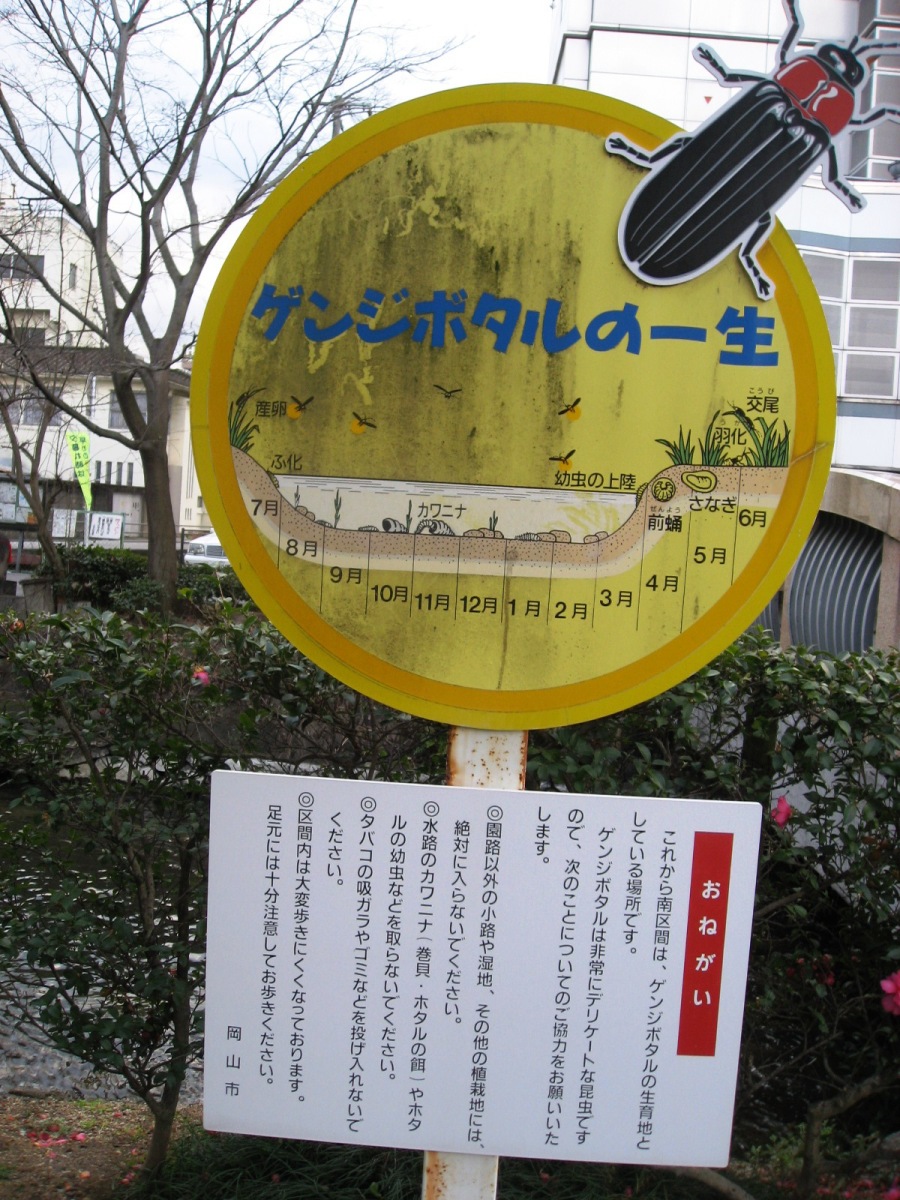 ゲンジボタルの一生
産卵
ふ化
カワニナ
幼虫の上陸
ぜんよう
前蛹
さなぎ
うか
羽化
こうび
交尾
7月
8月
9月
10月
11月
12月
1月
2月
3月
4月
5月
6月
おねがい
これから南区間は、ゲンジボタルの生育地と
している場所です。
ゲンジボタルは非常にデリケートな昆虫です
ので、次のことについてのご協力をお願いいた
します。
◎園路以外の小路や湿地、その他の植栽地には、
絶対に入らないでください。
◎水路のカワニナ(巻貝・ホタルの餌)やホタ
ルの幼虫などを取らないでください。
◎タバコの吸ガラやゴミなどを投げ入れないで
ください。
◎区間内は大変歩きにくくなっております。
足元には十分注意してお歩きください。
岡山市